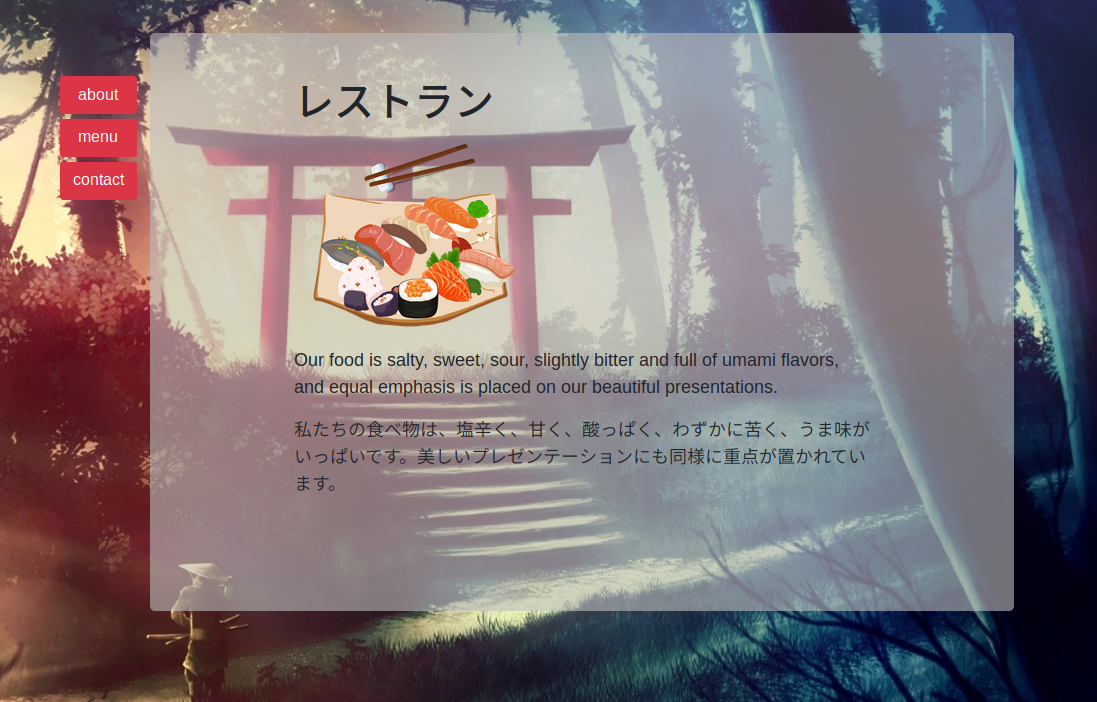 about
menu
contact
レストラン
Our food is salty, sweet, sour, slightly bitter and full of umami flavors,
and equal emphasis is placed on our beautiful presentations.
私たちの食べ物は、塩辛く、甘く、酸っぱく、わずかに苦く、うま味が
いっぱいです。美しいプレゼンテーションにも同様に重点が置かれてい
ます。